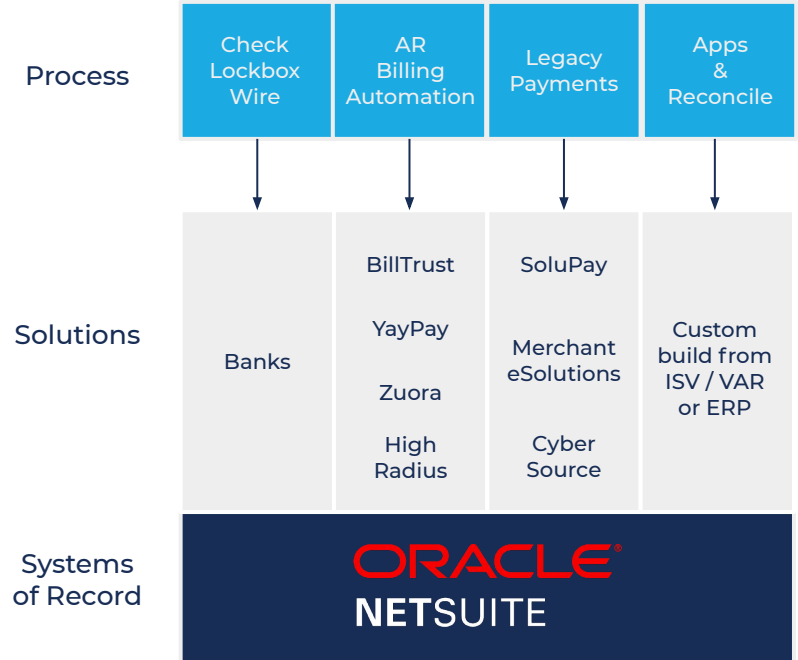 Process
Check
Lockbox
Wire
AR
Billing
Automation
Legacy
Payments
Apps
&
Reconcile
Solutions
Banks
BillTrust
YayPay
Zuora
High
Radius
SoluPay
Merchant
eSolutions
Cyber
Source
Custom
build from
ISV / VAR
or ERP
Systems
of Record
ORACLE®
NETSUITE